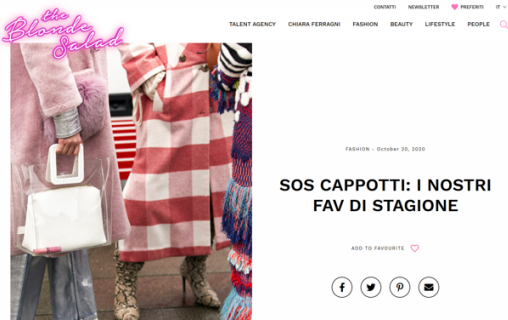 CONTATTI NEWSLETTER PREFERITI IT
the
Blonde
Salad
TALENT AGENCY CHIARA FERRAGNI FASHION BEAUTY LIFESTYLE PEOPLE
FASHION - October 20, 2020
SOS CAPPOTTI: I NOSTRI
FAV DI STAGIONE
ADD TO FAVOURITE